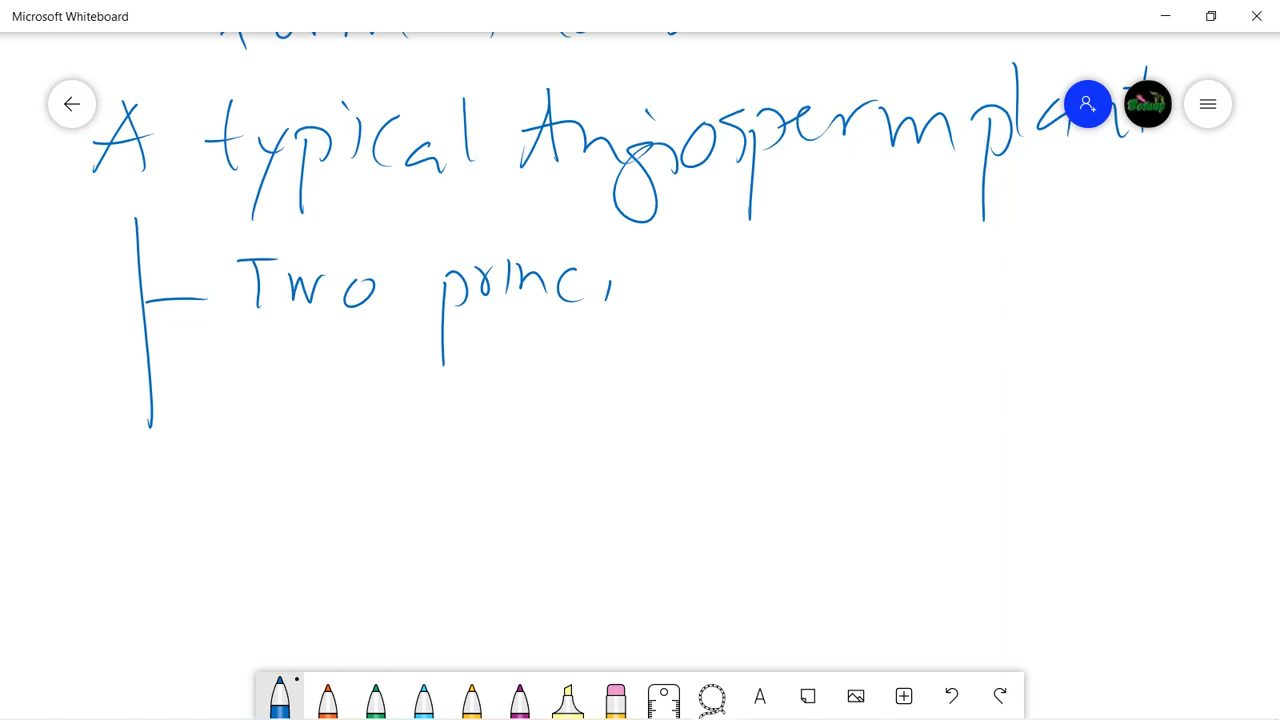 Microsoft Whiteboard
A typical Angiosperm plant
Two princi